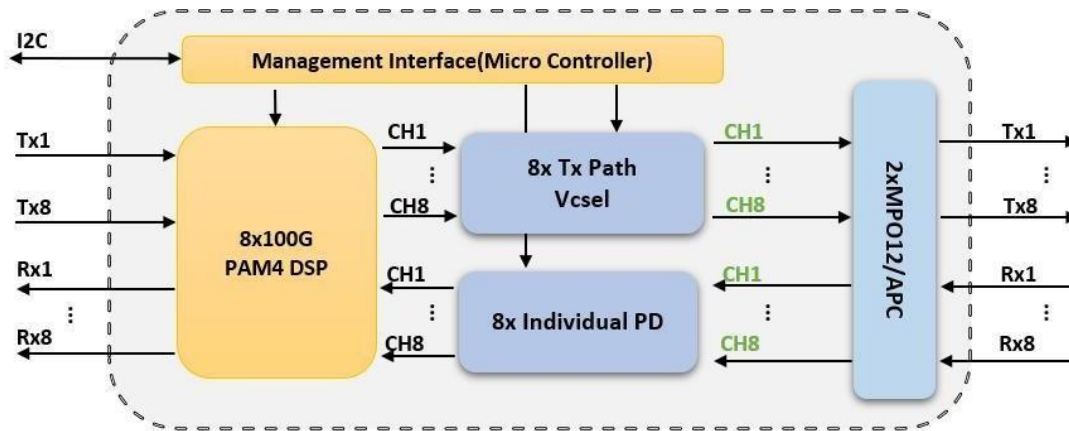 I2C
Management Interface(Micro Controller)
Tx1
⋮
Tx8
Rx1
⋮
Rx8
8x100G
PAM4 DSP
CH1
⋮
CH8
CH1
⋮
CH8
8x Tx Path
Vcsel
8x Individual PD
CH1
⋮
CH8
CH1
⋮
CH8
2xMPO12/APC
Tx1
⋮
Tx8
Rx1
⋮
Rx8